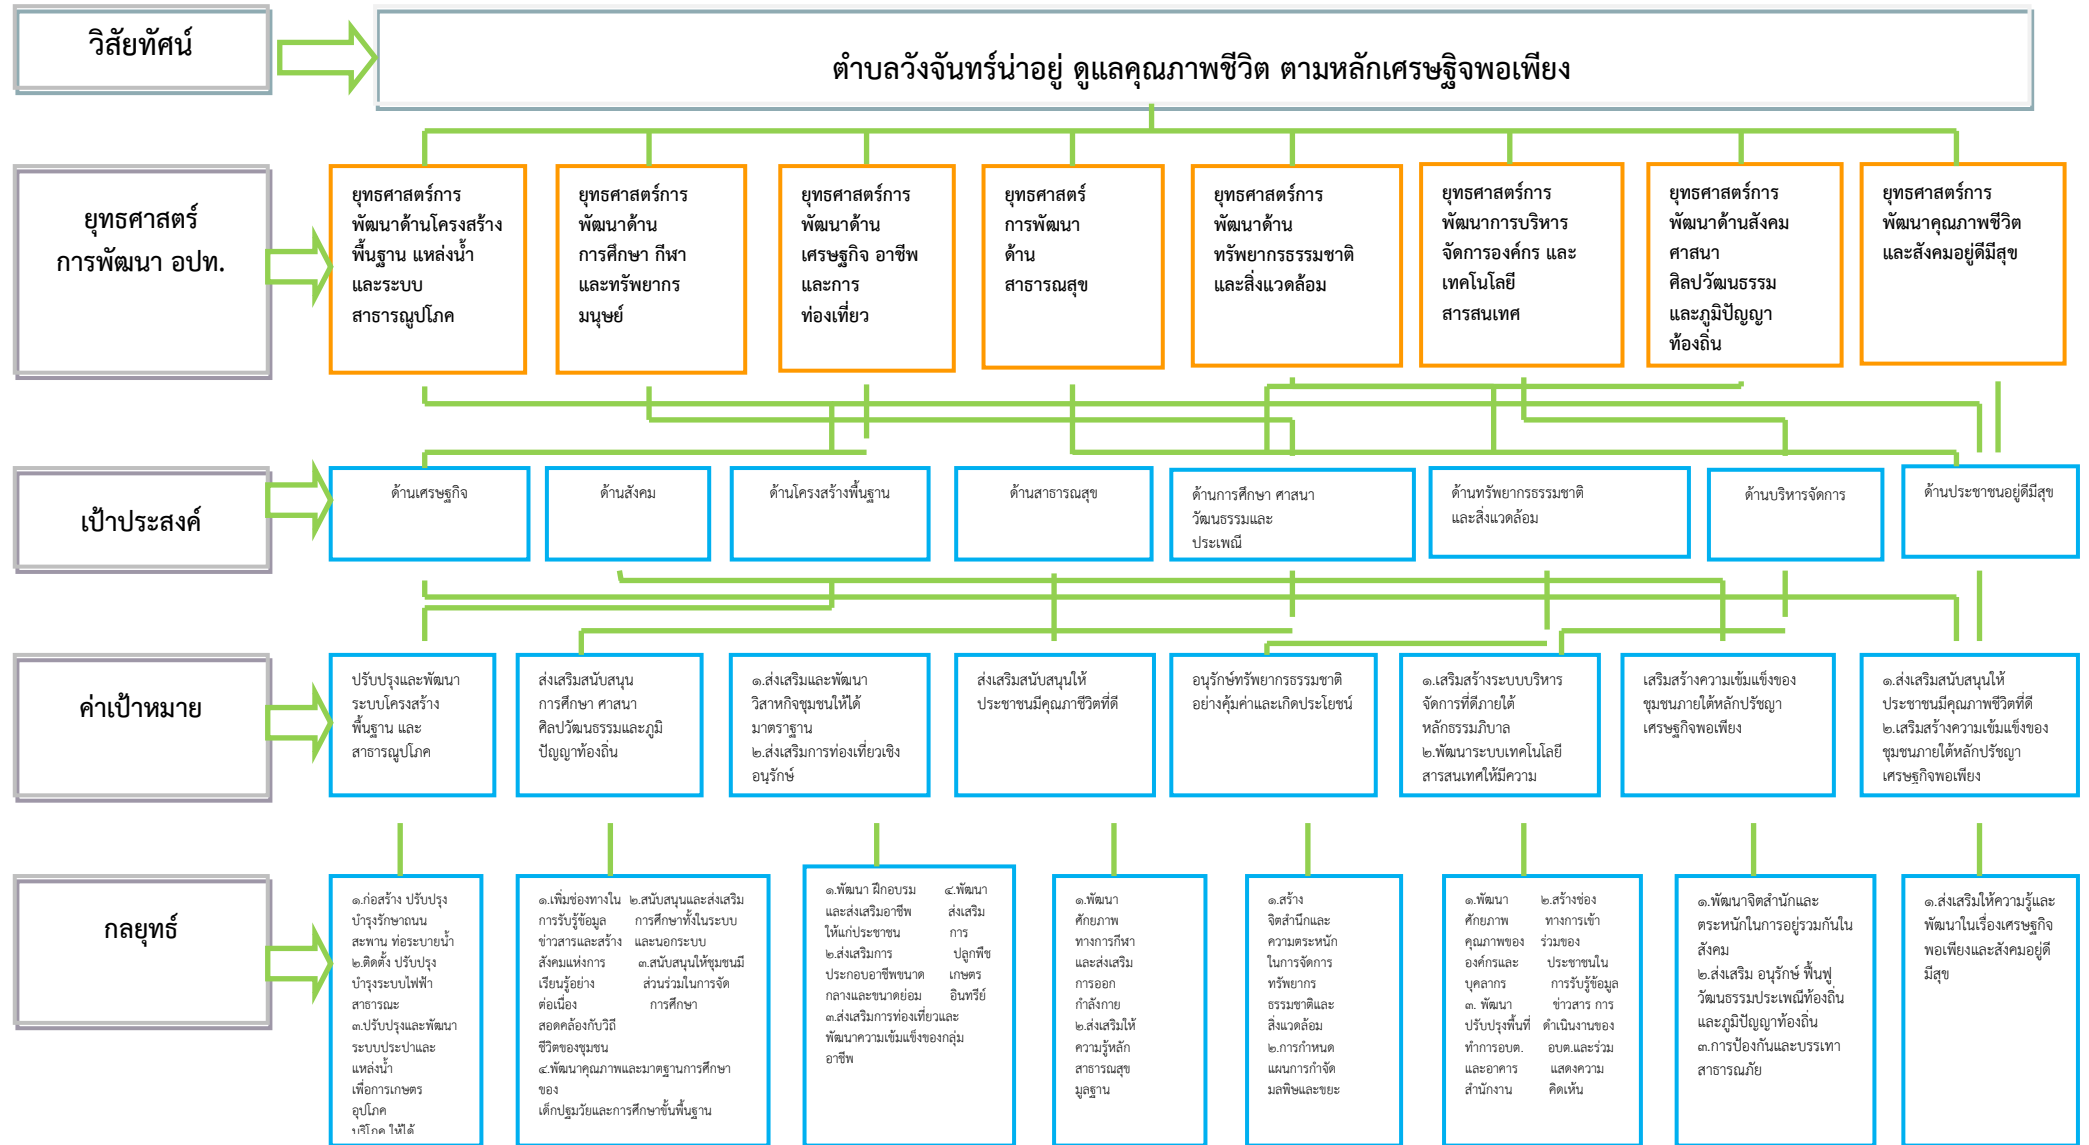 วิสัยทัศน์
ตำบลวังจันทร์น่าอยู่ ดูแลคุณภาพชีวิต ตามหลักเศรษฐิจพอเพียง
ยุทธศาสตร์
การพัฒนา อปท.
ยุทธศาสตร์การ
พัฒนาด้านโครงสร้าง
พื้นฐาน แหล่งน้ำ
และระบบ
สาธารณูปโภค
ยุทธศาสตร์การ
พัฒนาด้าน
การศึกษา กีฬา
และทรัพยากร
มนุษย์
ยุทธศาสตร์การ
พัฒนาด้าน
เศรษฐกิจ อาชีพ
และการ
ท่องเที่ยว
ยุทธศาสตร์
การพัฒนา
ด้าน
สาธารณสุข
ยุทธศาสตร์การ
พัฒนาด้าน
ทรัพยากรธรรมชาติ
และสิ่งแวดล้อม
ยุทธศาสตร์การ
พัฒนาการบริหาร
จัดการองค์กร และ
เทคโนโลยี
สารสนเทศ
ยุทธศาสตร์การ
พัฒนาด้านสังคม
ศาสนา
ศิลปวัฒนธรรม
และภูมิปัญญา
ท้องถิ่น
ยุทธศาสตร์การ
พัฒนาคุณภาพชีวิต
และสังคมอยู่ดีมีสุข
เป้าประสงค์
ด้านเศรษฐกิจ
ด้านสังคม
ด้านโครงสร้างพื้นฐาน
ด้านสาธารณสุข
ด้านการศึกษา ศาสนา
วัฒนธรรมและ
ประเพณี
ด้านทรัพยากรธรรมชาติ
และสิ่งแวดล้อม
ด้านบริหารจัดการ
ด้านประชาชนอยู่ดีมีสุข
ค่าเป้าหมาย
ปรับปรุงและพัฒนา
ระบบโครงสร้าง
พื้นฐาน และ
สาธารณูปโภค
ส่งเสริมสนับสนุน
การศึกษา ศาสนา
ศิลปวัฒนธรรมและภูมิ
ปัญญาท้องถิ่น
๑.ส่งเสริมและพัฒนา
วิสาหกิจชุมชนให้ได้
มาตราฐาน
๒.ส่งเสริมการท่องเที่ยวเชิง
อนุรักษ์
ส่งเสริมสนับสนุนให้
ประชาชนมีคุณภาชีวิตที่ดี
อนุรักษ์ทรัพยากรธรรมชาติ
อย่างคุ้มค่าและเกิดประโยชน์
๑.เสริมสร้างระบบบริหาร
จัดการที่ดีภายใต้
หลักธรรมภิบาล
๒.พัฒนาระบบเทคโนโลยี
สารสนเทศให้มีความ
เสริมสร้างความเข้มแข็งของ
ชุมชนภายใต้หลักปรัชญา
เศรษฐกิจพอเพียง
๑.ส่งเสริมสนับสนุนให้
ประชาชนมีคุณภาพชีวิตที่ดี
๒.เสริมสร้างความเข้มแข็งของ
ชุมชนภายใต้หลักปรัชญา
เศรษฐกิจพอเพียง
กลยุทธ์
๑.ก่อสร้าง ปรับปรุง
บำรุงรักษาถนน
สะพาน ท่อระบายน้ำ
๒.ติดตั้ง ปรับปรุง
บำรุงระบบไฟฟ้า
สาธารณะ
๓.ปรับปรุงและพัฒนา
ระบบประปาและ
แหล่งน้ำ
เพื่อการเกษตร
อุปโภค
บริโภค ให้ได้
๑.เพิ่มช่องทางใน ๒.สนับสนุนและส่งเสริม
การรับรู้ข้อมูล การศึกษาทั้งในระบบ
ข่าวสารและสร้าง และนอกระบบ
สังคมแห่งการ ๓.สนับสนุนให้ชุมชนมี
เรียนรู้อย่าง ส่วนร่วมในการจัด
ต่อเนื่อง การศึกษา
สอดคล้องกับวิถี
ชีวิตของชุมชน
๔.พัฒนาคุณภาพและมาตฐานการศึกษา
ของ
เด็กปฐมวัยและการศึกษาขั้นพื้นฐาน
๑.พัฒนา ฝึกอบรม ๔.พัฒนา
และส่งเสริมอาชีพ ส่งเสริม
ให้แก่ประชาชน การ
๒.ส่งเสริมการ ปลูกพืช
ประกอบอาชีพขนาด เกษตร
กลางและขนาดย่อม อินทรีย์
๓.ส่งเสริมการท่องเที่ยวและ
พัฒนาความเข้มแข็งของกลุ่ม
อาชีพ
๑.พัฒนา
ศักยภาพ
ทางการกีฬา
และส่งเสริม
การออก
กำลังกาย
๒.ส่งเสริมให้
ความรู้หลัก
สาธารณสุข
มูลฐาน
๑.สร้าง
จิตสำนึกและ
ความตระหนัก
ในการจัดการ
ทรัพยากร
ธรรมชาติและ
สิ่งแวดล้อม
๒.การกำหนด
แผนการกำจัด
มลพิษและขยะ
๑.พัฒนา ๒.สร้างช่อง
ศักยภาพ ทางการเข้า
คุณภาพของ ร่วมของ
องค์กรและ ประชาชนใน
บุคลากร การรับรู้ข้อมูล
๓. พัฒนา ข่าวสาร การ
ปรับปรุงพื้นที่ ดำเนินงานของ
ทำการอบต. อบต.และร่วม
และอาคาร แสดงความ
สำนักงาน คิดเห็น
๑.พัฒนาจิตสำนักและ
ตระหนักในการอยู่รวมกันใน
สังคม
๒.ส่งเสริม อนุรักษ์ ฟื้นฟู
วัฒนธรรมประเพณีท้องถิ่น
และภูมิปัญญาท้องถิ่น
๓.การป้องกันและบรรเทา
สาธารณภัย
๑.ส่งเสริมให้ความรู้และ
พัฒนาในเรื่องเศรษฐกิจ
พอเพียงและสังคมอยู่ดี
มีสุข